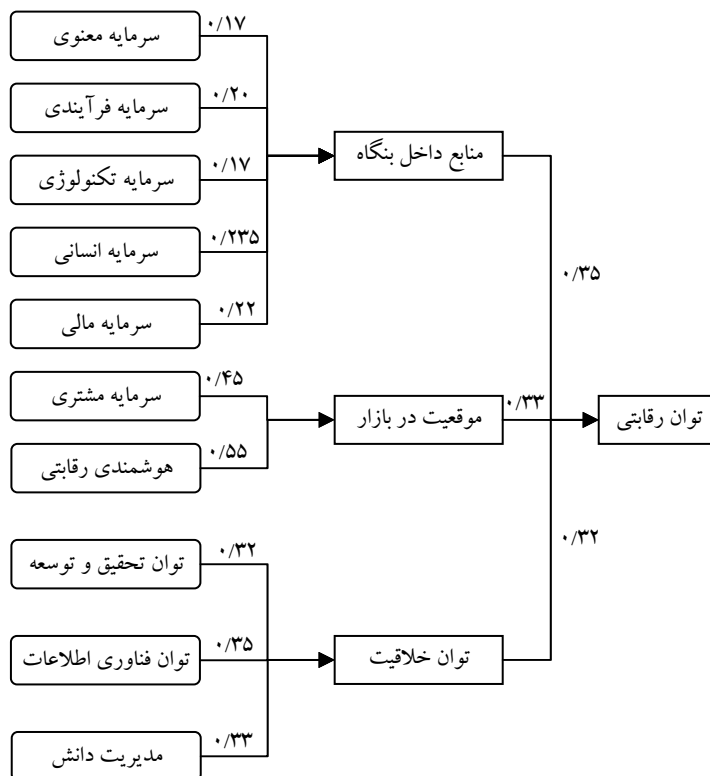 سرمایه معنوی
۰/۱۷
سرمایه فرآیندی
۰/۲۰
سرمایه تکنولوژی
۰/۱۷
سرمایه انسانی
۰/۲۳۵
سرمایه مالی
۰/۲۲
منابع داخل بنگاه
۰/۳۵
سرمایه مشتری
۰/۴۵
هوشمندی رقابتی
۰/۵۵
موقعیت در بازار
۰/۳۳
توان رقابتی
توان تحقیق و توسعه
۰/۳۲
توان فناوری اطلاعات
۰/۳۵
مدیریت دانش
۰/۳۳
توان خلاقیت
۰/۳۲